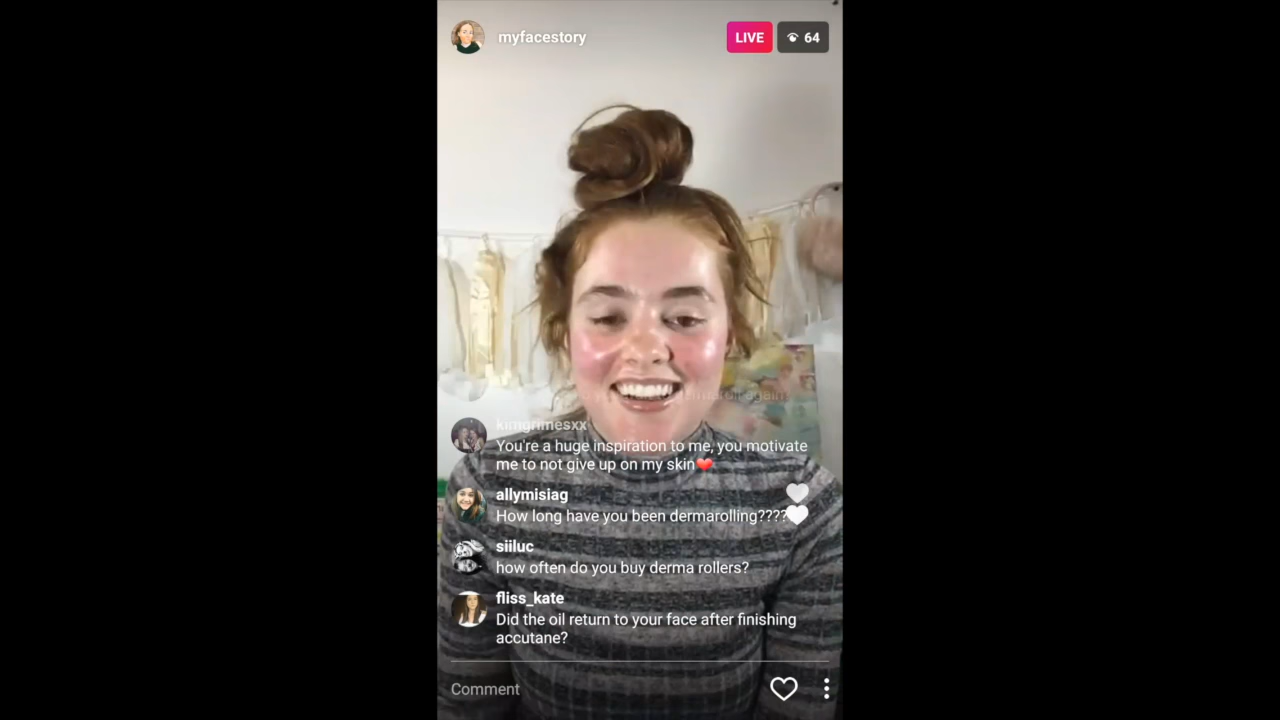 myfacestory
LIVE
64
kimgrimesxx
You're a huge inspiration to me, you motivate
me to not give up on my skin❤️
allymisiag
How long have you been dermarolling????
siiluc
how often do you buy derma rollers?
fliss_kate
Did the oil return to your face after finishing
accutane?
Comment